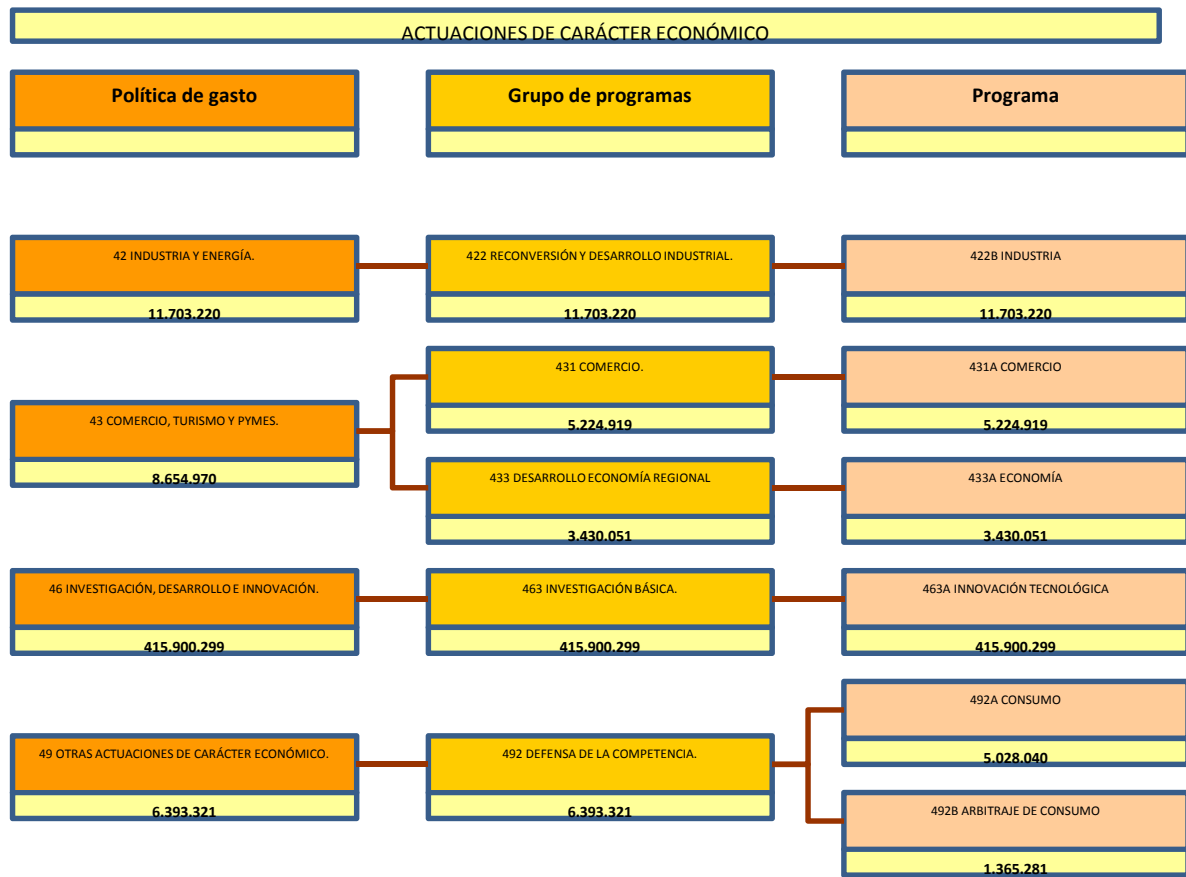 ACTUACIONES DE CARÁCTER ECONÓMICO
Política de gasto
Grupo de programas
Programa
42 INDUSTRIA Y ENERGÍA.
422 RECONVERSIÓN Y DESARROLLO INDUSTRIAL.
422B INDUSTRIA
11.703.220
11.703.220
11.703.220
431 COMERCIO.
431A COMERCIO
5.224.919
5.224.919
43 COMERCIO, TURISMO Y PYMES.
8.654.970
433 DESARROLLO ECONOMÍA REGIONAL
433A ECONOMÍA
3.430.051
3.430.051
46 INVESTIGACIÓN, DESARROLLO E INNOVACIÓN.
463 INVESTIGACIÓN BÁSICA.
463A INNOVACIÓN TECNOLÓGICA
415.900.299
415.900.299
415.900.299
492A CONSUMO
5.028.040
49 OTRAS ACTUACIONES DE CARÁCTER ECONÓMICO.
492 DEFENSA DE LA COMPETENCIA.
6.393.321
6.393.321
492B ARBITRAJE DE CONSUMO
1.365.281